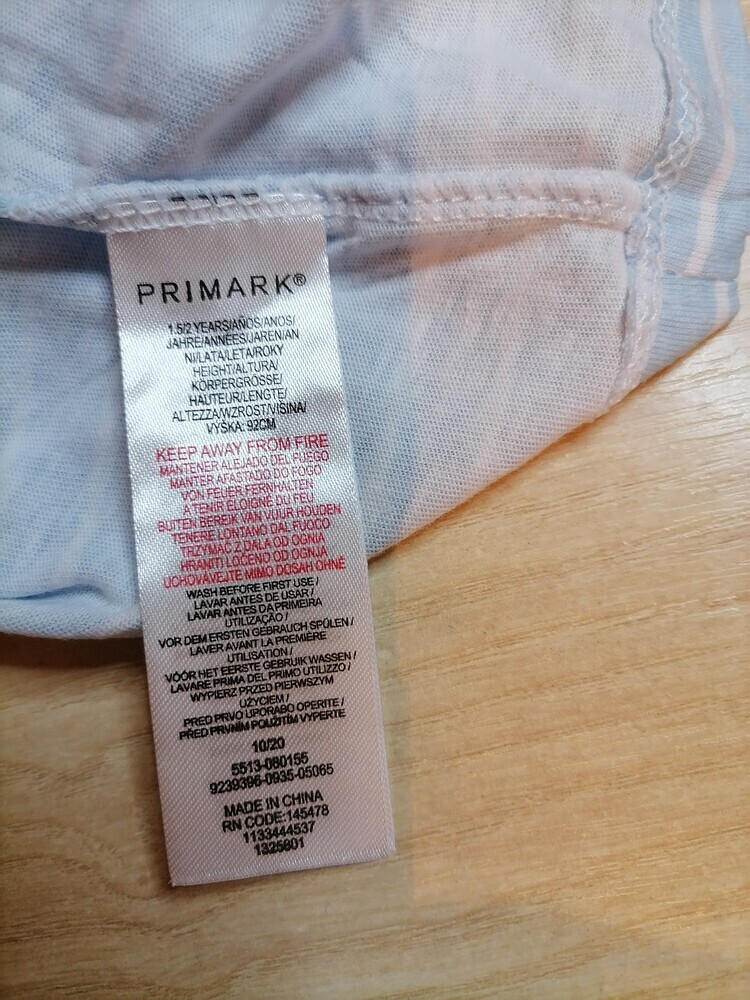 PRIMARK®
1.5/2 YEARS/AÑOS/ANOS/
JAHRE/ANNÉES/JAREN/AN
NI/LATA/LETA/ROKY
HEIGHT/ALTURA/
KÖRPERGRÖSSE/
HAUTEUR/LENGTE/
ALTEZZA/WZROST/VIŠINA/
VÝŠKA: 92CM
KEEP AWAY FROM FIRE
MANTENER ALEJADO DEL FUEGO
MANTER AFASTADO DO FOGO
VON FEUER FERNHALTEN
A TENIR ÉLOIGNÉ DU FEU
BUITEN BEREIK VAN VUUR HOUDEN
TENERE LONTANO DAL FUOCO
TRZYMAĆ Z DALA OD OGNIA
HRANITI LOČENO OD OGNJA
UCHOVÁVEJTE MIMO DOSAH OHNĚ
WASH BEFORE FIRST USE /
LAVAR ANTES DE USAR /
LAVAR ANTES DA PRIMEIRA
UTILIZAÇÃO /
VOR DEM ERSTEN GEBRAUCH SPÜLEN /
LAVER AVANT LA PREMIÈRE
UTILISATION /
VÓÓR HET EERSTE GEBRUIK WASSEN /
LAVARE PRIMA DEL PRIMO UTILIZZO /
WYPIERZ PRZED PIERWSZYM
UŻYCIEM /
PRED PRVO UPORABO OPERITE /
PŘED PRVNÍM POUŽITÍM VYPERTE
10/20
5513-080155
9239396-0935-05065
MADE IN CHINA
RN CODE:145478
1133444537
1325801